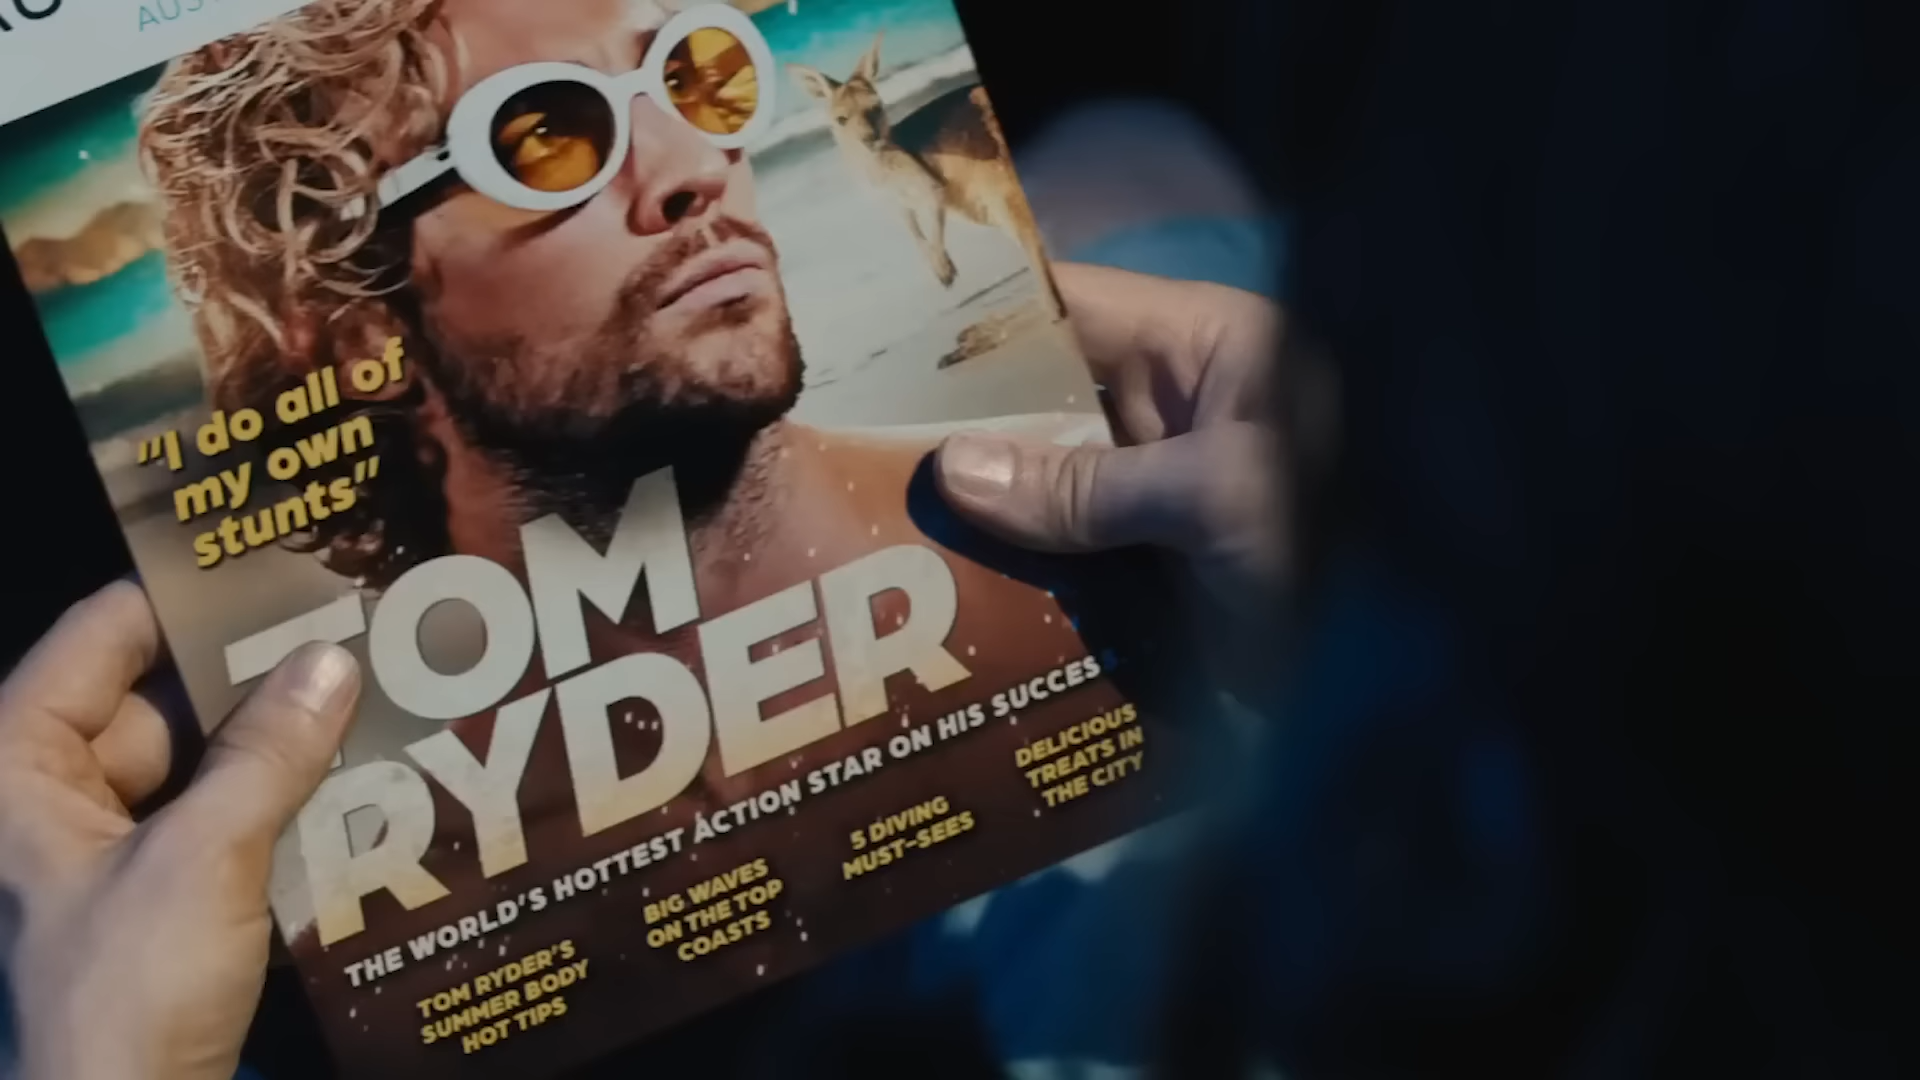 AUST
"I do all of
my own
stunts"
TOM
RYDER
THE WORLD'S HOTTEST ACTION STAR ON HIS SUCCES
TOM RYDER'S
SUMMER BODY
HOT TIPS
BIG WAVES
ON THE TOP
COASTS
5 DIVING
MUST-SEES
DELICIOUS
TREATS IN
THE CITY